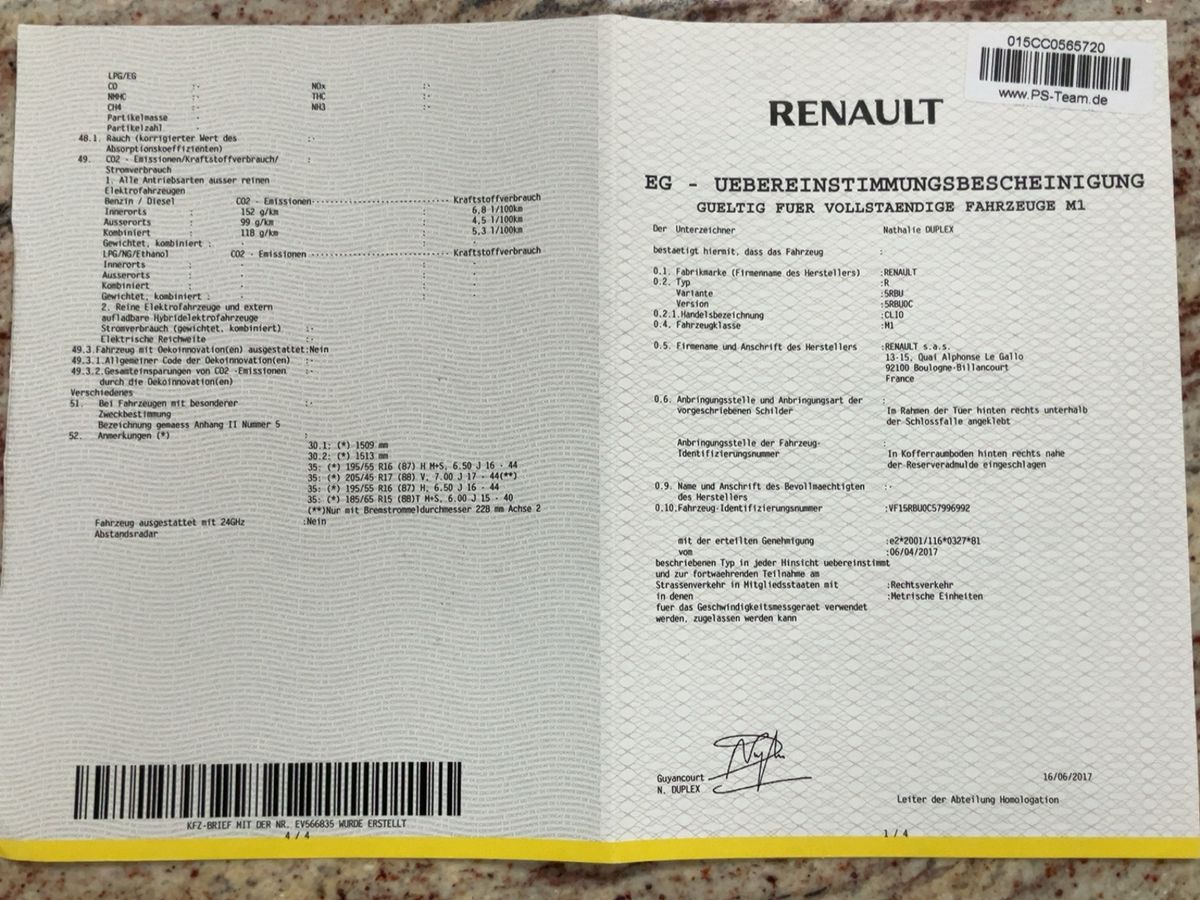 LPG/EG
CO :- NOx :-
NMHC :- THC :-
CH4 :- NH3 :-
Partikelmasse -
Partikelzahl -
48.1. Rauch (korrigierter Wert des :-
Absorptionskoeffizienten)
49. CO2 - Emissionen/Kraftstoffverbrauch/ :
Stromverbrauch
1. Alle Antriebsarten ausser reinen
Elektrofahrzeugen
Benzin / Diesel CO2 - Emissionen Kraftstoffverbrauch
Innerorts : 152 g/km : 6,8 l/100km
Ausserorts : 99 g/km : 4,5 l/100km
Kombiniert : 118 g/km : 5,3 l/100km
Gewichtet, kombiniert : - :
LPG/NG/Ethanol CO2 - Emissionen Kraftstoffverbrauch
Innerorts : - : -
Ausserorts : - : -
Kombiniert : - : -
Gewichtet, kombiniert : - : -
2. Reine Elektrofahrzeuge und extern
aufladbare Hybridelektrofahrzeuge
Stromverbrauch (gewichtet, kombiniert) :-
Elektrische Reichweite :-
49.3.Fahrzeug mit Oekoinnovation(en) ausgestattet:Nein
49.3.1.Allgemeiner Code der Oekoinnovation(en) :-
49.3.2.Gesamteinsparungen von CO2 -Emissionen :-
durch die Oekoinnovation(en)
Verschiedenes
51. Bei Fahrzeugen mit besonderer :-
Zweckbestimmung
Bezeichnung gemaess Anhang II Nummer 5
52. Anmerkungen (*) :
30.1: (*) 1509 mm
30.2: (*) 1513 mm
35: (*) 195/55 R16 (87) H M+S, 6.50 J 16 - 44
35: (*) 205/45 R17 (88) V, 7.00 J 17 - 44(**)
35: (*) 195/55 R16 (87) H, 6.50 J 16 - 44
35: (*) 185/65 R15 (88)T M+S, 6.00 J 15 - 40
(**)Nur mit Bremstrommeldurchmesser 228 mm Achse 2
Fahrzeug ausgestattet mit 24GHz :Nein
Abstandsradar
KFZ-BRIEF MIT DER NR. EV566835 WURDE ERSTELLT
4 / 4
015CC0565720
www.PS-Team.de
RENAULT
EG - UEBEREINSTIMMUNGSBESCHEINIGUNG
GUELTIG FUER VOLLSTAENDIGE FAHRZEUGE M1
Der Unterzeichner Nathalie DUPLEX
bestaetigt hiermit, dass das Fahrzeug :
0.1. Fabrikmarke (Firmenname des Herstellers) :RENAULT
0.2. Typ :R
Variante :5RBU
Version :5RBU0C
0.2.1.Handelsbezeichnung :CLIO
0.4. Fahrzeugklasse :M1
0.5. Firmenname und Anschrift des Herstellers :RENAULT s.a.s.
13-15, Quai Alphonse Le Gallo
92100 Boulogne-Billancourt
France
0.6. Anbringungsstelle und Anbringungsart der :
vorgeschriebenen Schilder Im Rahmen der Tuer hinten rechts unterhalb
der Schlossfalle angeklebt
Anbringungsstelle der Fahrzeug- :
Identifizierungsnummer In Kofferraumboden hinten rechts nahe
der Reserveradmulde eingeschlagen
0.9. Name und Anschrift des Bevollmaechtigten :-
des Herstellers
0.10.Fahrzeug-Identifizierungsnummer :VF15RBU0C57996992
mit der erteilten Genehmigung :e2*2001/116*0327*81
vom :06/04/2017
beschriebenen Typ in jeder Hinsicht uebereinstimmt
und zur fortwaehrenden Teilnahme am
Strassenverkehr in Mitgliedsstaaten mit :Rechtsverkehr
in denen :Metrische Einheiten
fuer das Geschwindigkeitsmessgeraet verwendet
werden, zugelassen werden kann
Guyancourt 16/06/2017
N. DUPLEX
Leiter der Abteilung Homologation
1 / 4